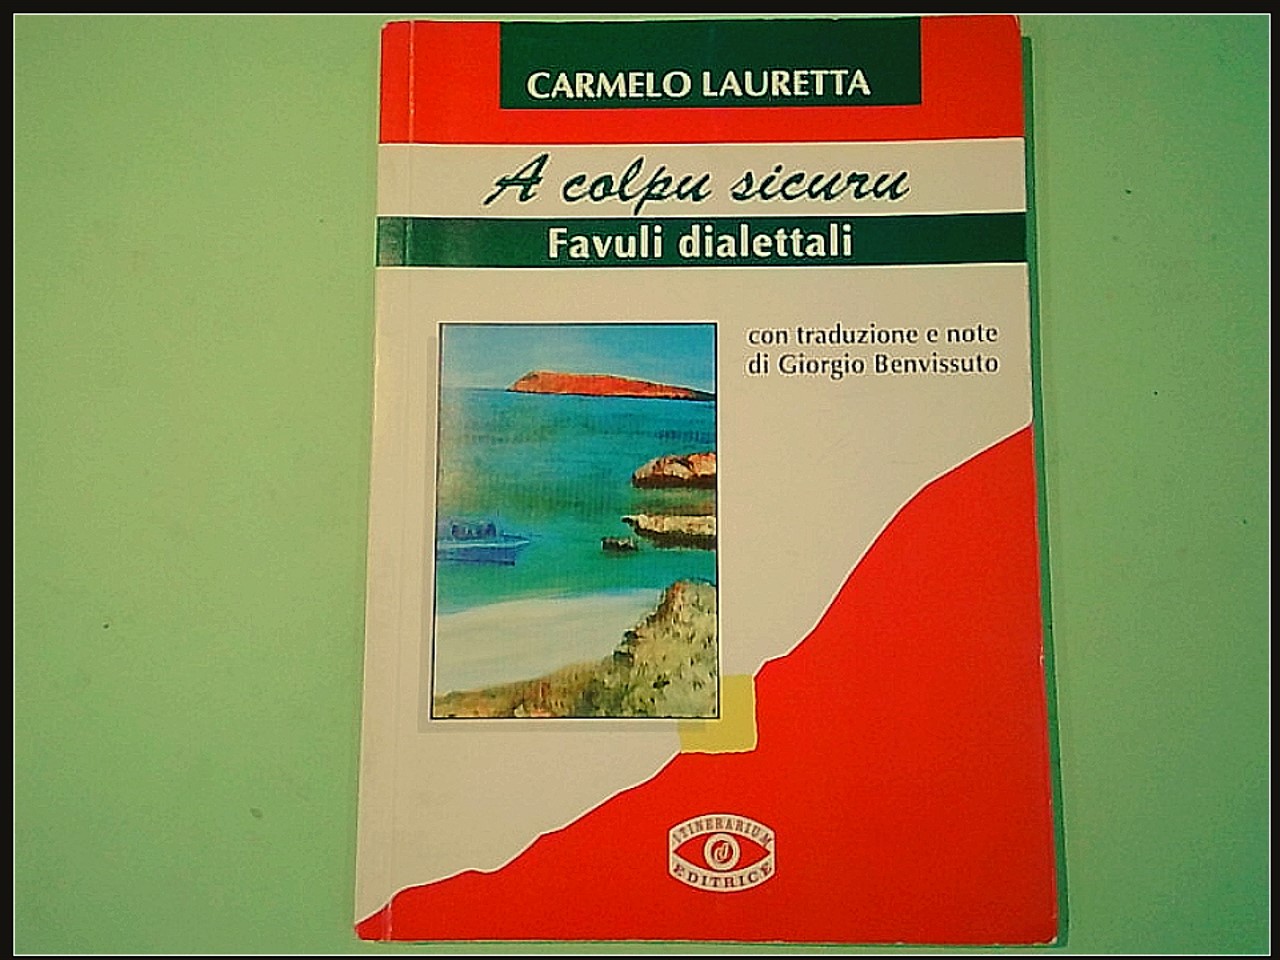 CARMELO LAURETTA
A colpu sicuru
Favuli dialettali
con traduzione e note
di Giorgio Benvissuto
ITINERARIUM
EDITRICE